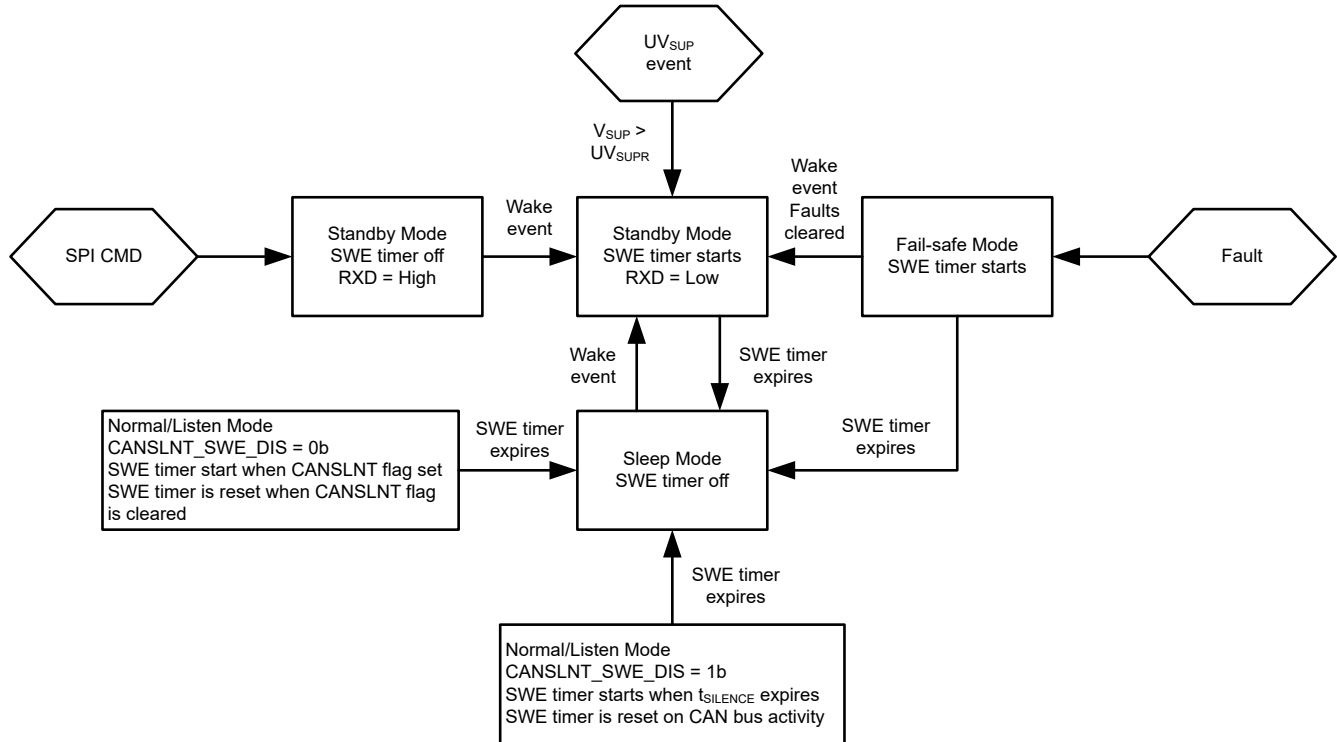 UVSUP
event
VSUP >
UVSUPR
Wake
event
Faults
cleared
Wake
event
SPI CMD
Standby Mode
SWE timer off
RXD = High
Standby Mode
SWE timer starts
RXD = Low
Fail-safe Mode
SWE timer starts
Fault
Wake
event
SWE timer
expires
Normal/Listen Mode
CANSLNT_SWE_DIS = 0b
SWE timer start when CANSLNT flag set
SWE timer is reset when CANSLNT flag
is cleared
SWE timer
expires
Sleep Mode
SWE timer off
SWE timer
expires
SWE timer
expires
Normal/Listen Mode
CANSLNT_SWE_DIS = 1b
SWE timer starts when tSILENCE expires
SWE timer is reset on CAN bus activity